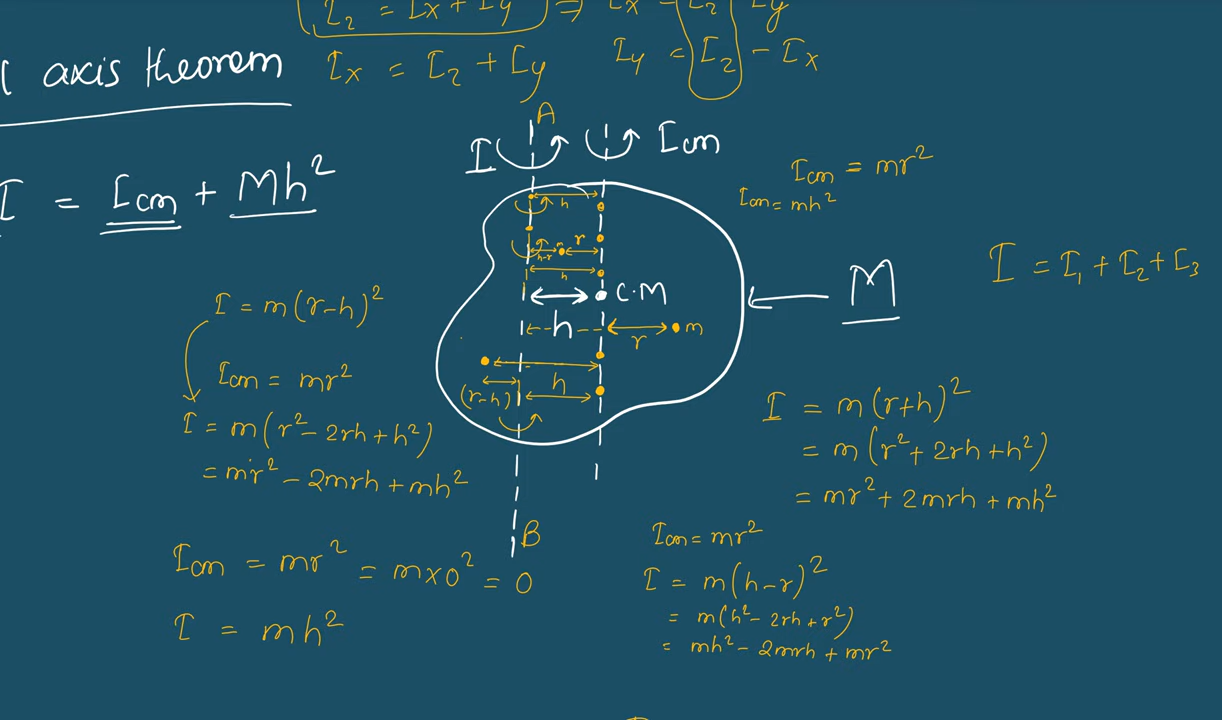 I2 = Ix + Iy ⇒ Ix = I2 - Iy
Ix = I2 + Iy
Iy = I2 - Ix
axis theorem
I = Icm + Mh²
A
I
Icm
h
m
r
h-r
h
C.M
h
r
m
h
(r-h)
B
M
Icm = mr²
Icm = mh²
I = I1 + I2 + I3
I = m(r-h)²
Icm = mr²
I = m(r² - 2rh + h²)
= mr² - 2mrh + mh²
Icm = mr² = m×0² = 0
I = mh²
I = m(r+h)²
= m(r² + 2rh + h²)
= mr² + 2mrh + mh²
Icm = mr²
I = m(h-r)²
= m(h² - 2rh + r²)
= mh² - 2mrh + mr²